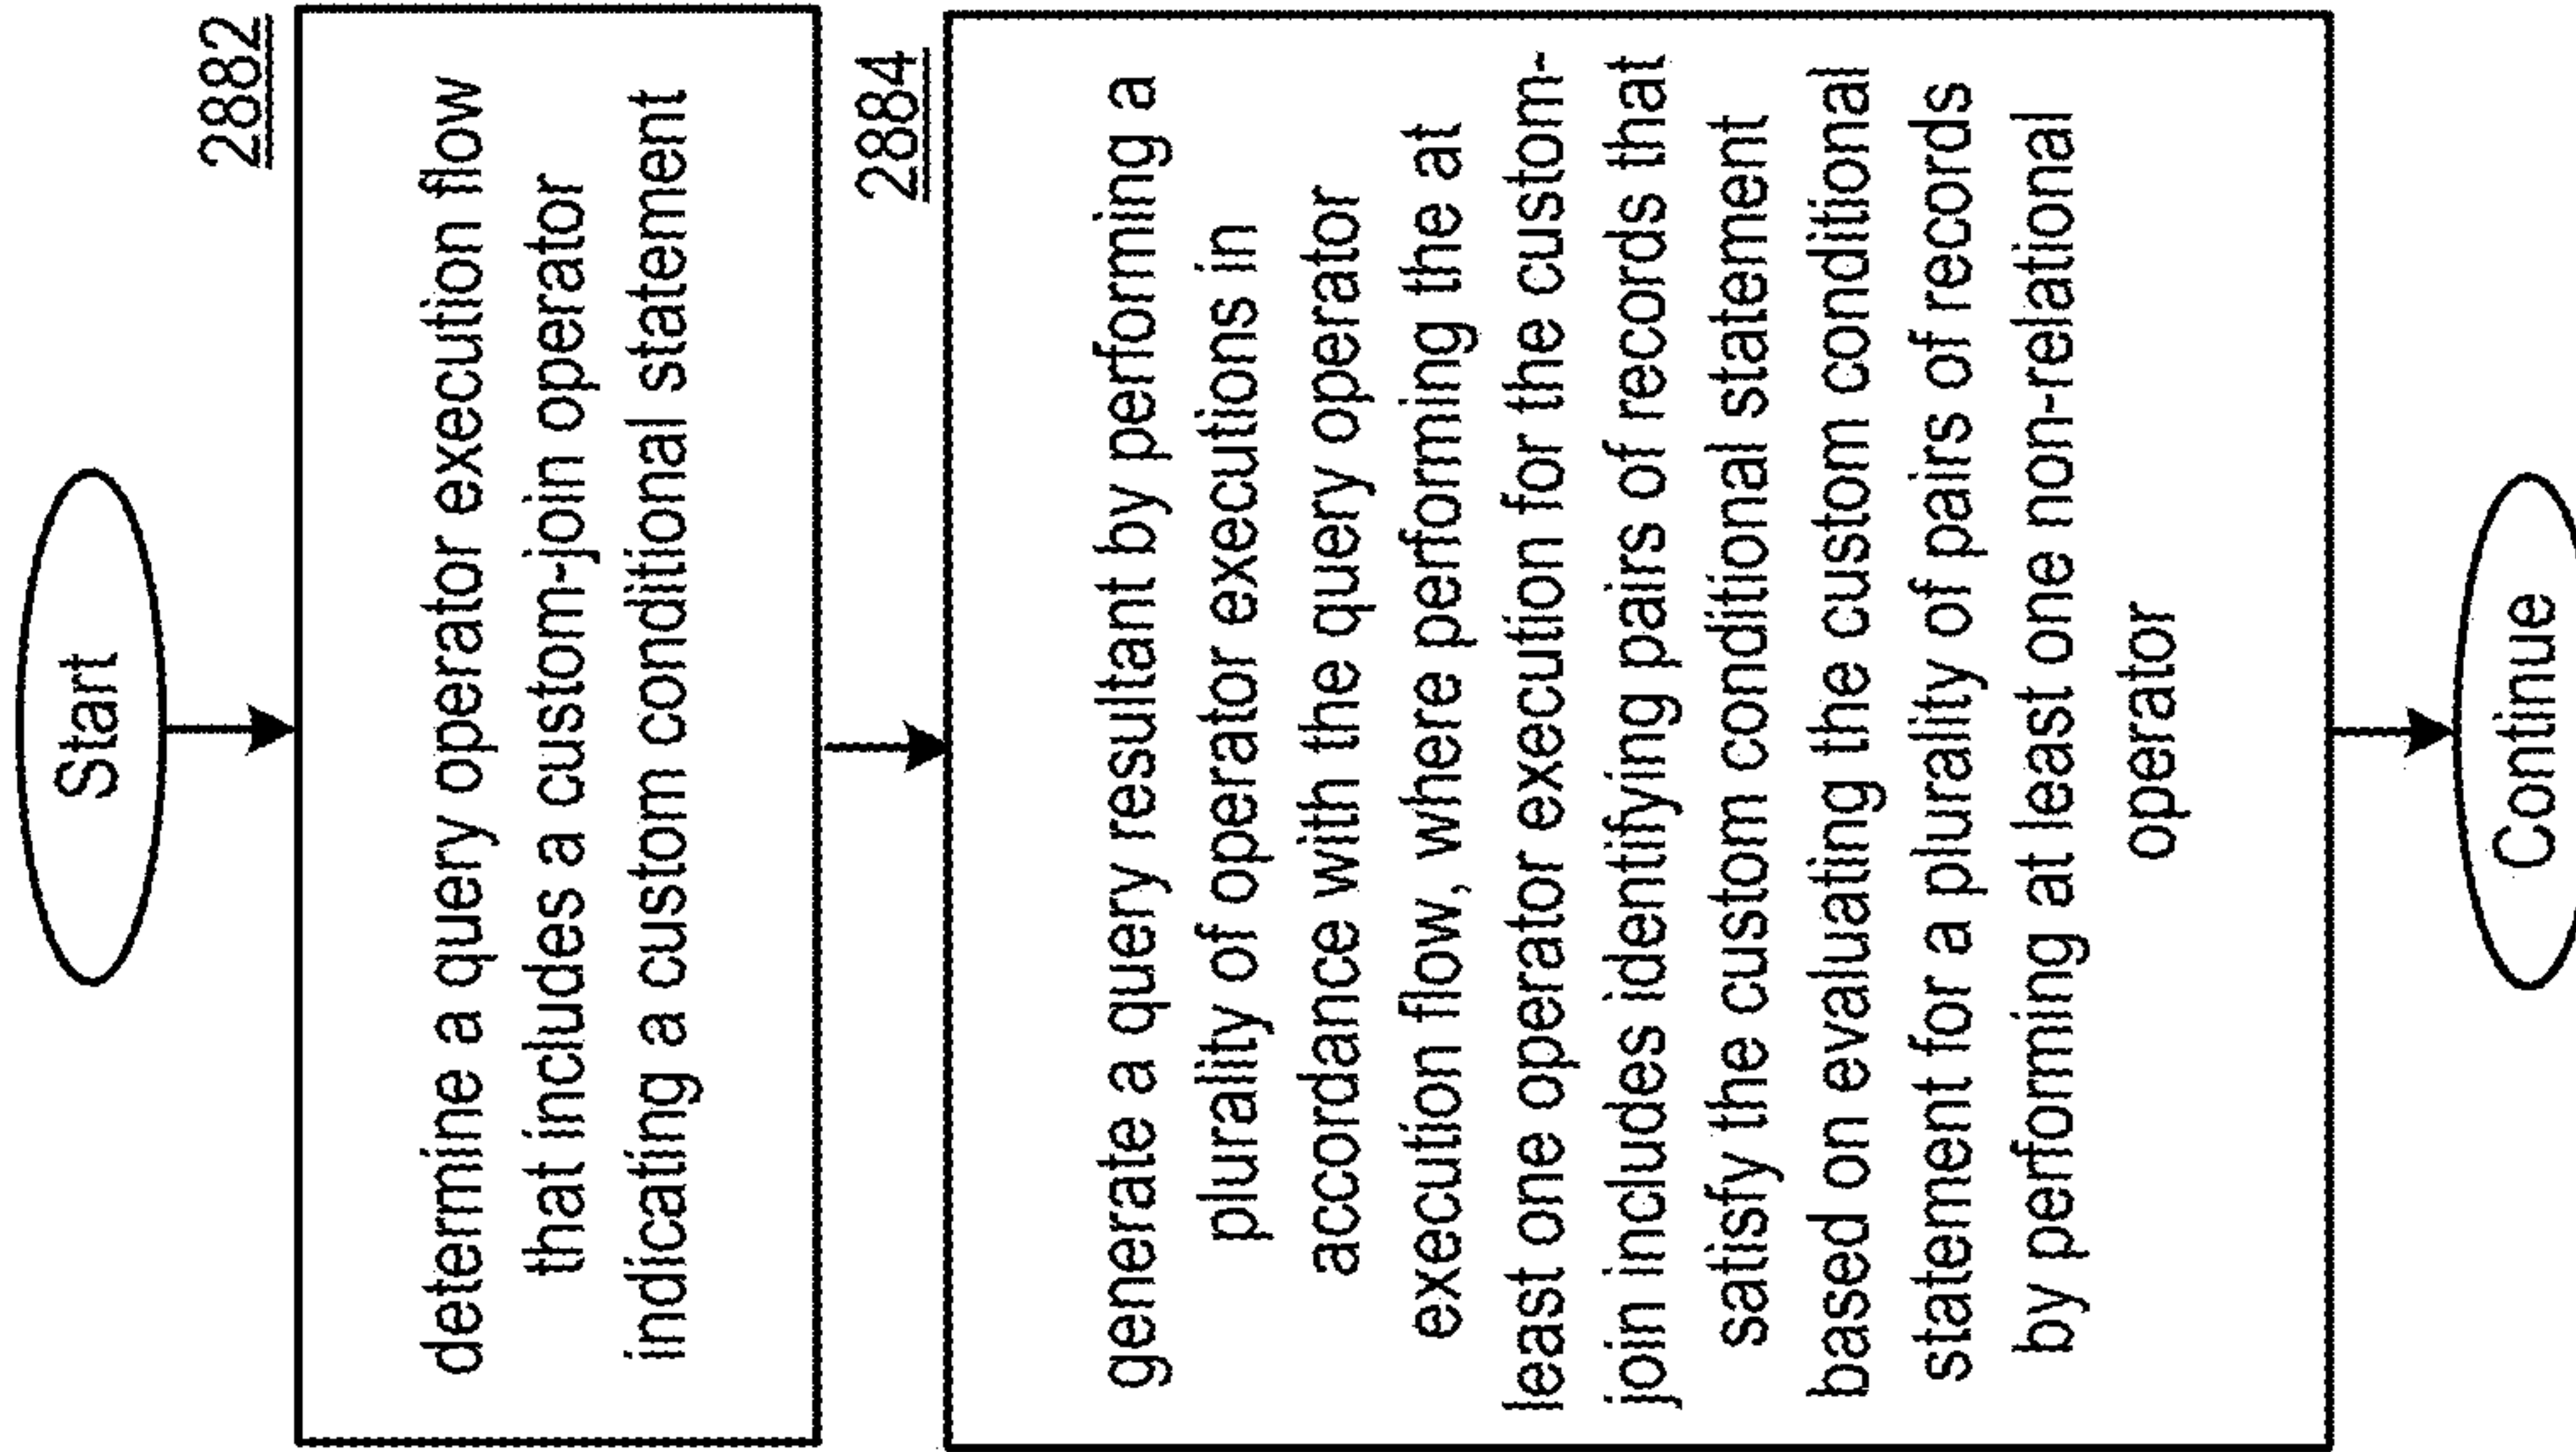 Start
2882
determine a query operator execution flow
that includes a custom-join operator
indicating a custom conditional statement
2884
generate a query resultant by performing a
plurality of operator executions in
accordance with the query operator
execution flow, where performing the at
least one operator execution for the custom-
join includes identifying pairs of records that
satisfy the custom conditional statement
based on evaluating the custom conditional
statement for a plurality of pairs of records
by performing at least one non-relational
operator
Continue